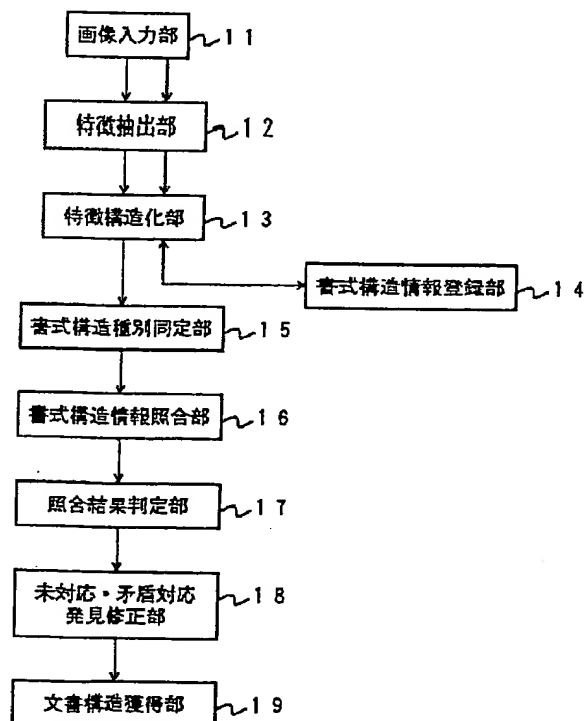 画像入力部 11
特徴抽出部 12
特徴構造化部 13
書式構造情報登録部 14
書式構造種別同定部 15
書式構造情報照合部 16
照合結果判定部 17
未対応・矛盾対応
発見修正部 18
文書構造獲得部 19